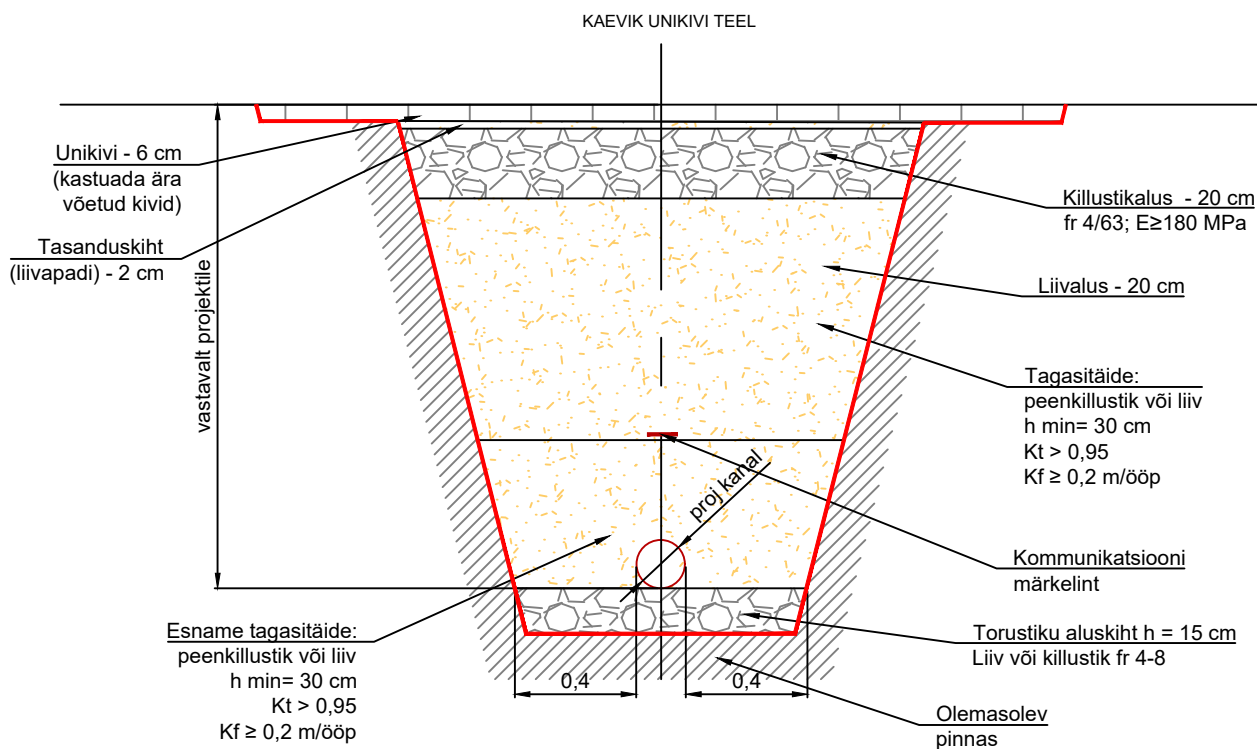 KAEVIK UNIKIVI TEEL
Unikivi - 6 cm
(kastuada ära
võetud kivid)
Tasanduskiht
(liivapadi) - 2 cm
vastavalt projektile
Killustikalus - 20 cm
fr 4/63; E≥180 MPa
Liivalus - 20 cm
Tagasitäide:
peenkillustik või liiv
h min= 30 cm
Kt > 0,95
Kf ≥ 0,2 m/ööp
proj kanal
Kommunikatsiooni
märkelint
Esname tagasitäide:
peenkillustik või liiv
h min= 30 cm
Kt > 0,95
Kf ≥ 0,2 m/ööp
0,4
0,4
Torustiku aluskiht h = 15 cm
Liiv või killustik fr 4-8
Olemasolev
pinnas